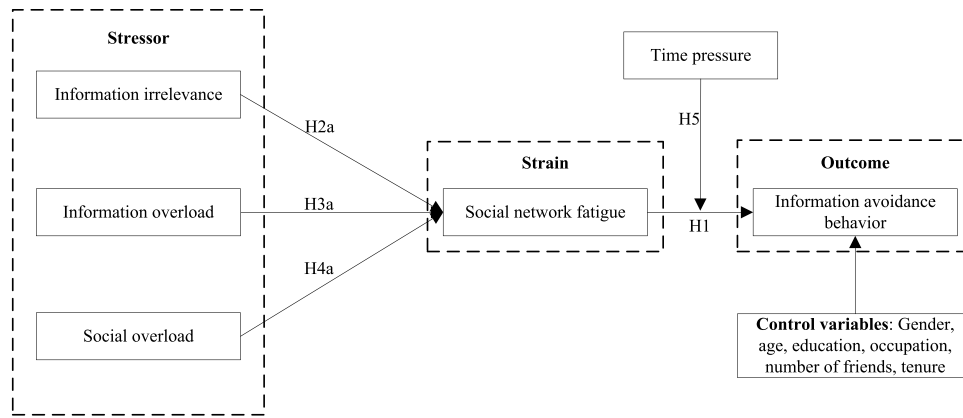 Stressor
Information irrelevance
Information overload
Social overload
H2a
H3a
H4a
Strain
Social network fatigue
Time pressure
H5
H1
Outcome
Information avoidance
behavior
Control variables: Gender,
age, education, occupation,
number of friends, tenure